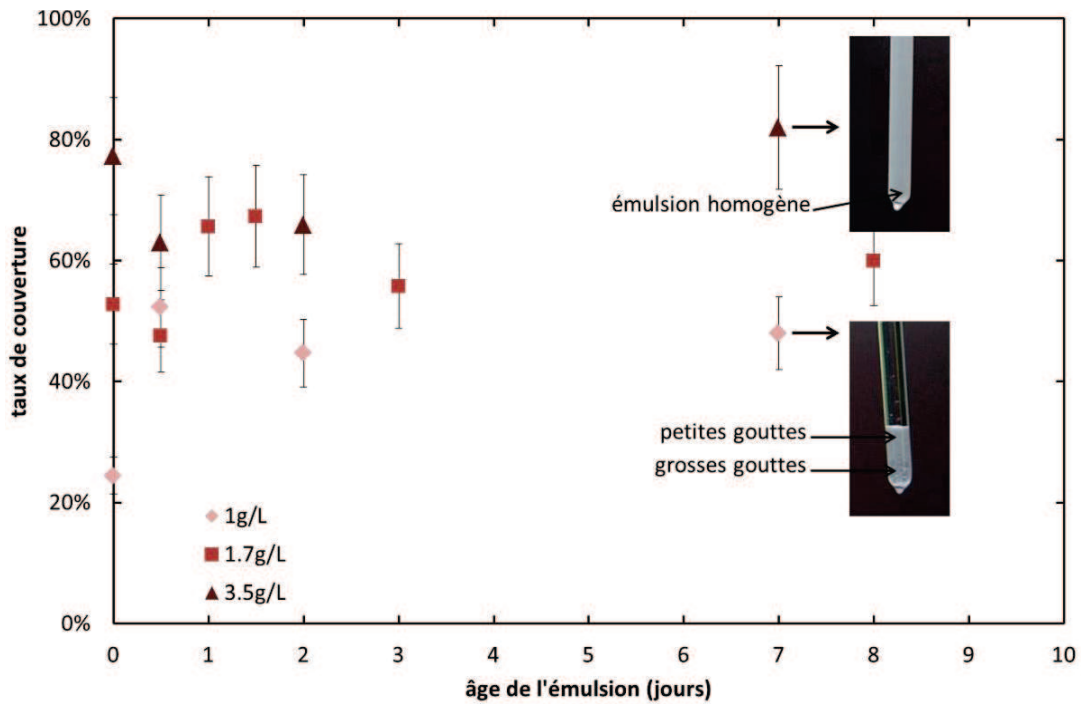 100%
80%
60%
40%
20%
0%
taux de couverture
0 1 2 3 4 5 6 7 8 9 10
âge de l'émulsion (jours)
1g/L
1.7g/L
3.5g/L
émulsion homogène
petites gouttes
grosses gouttes